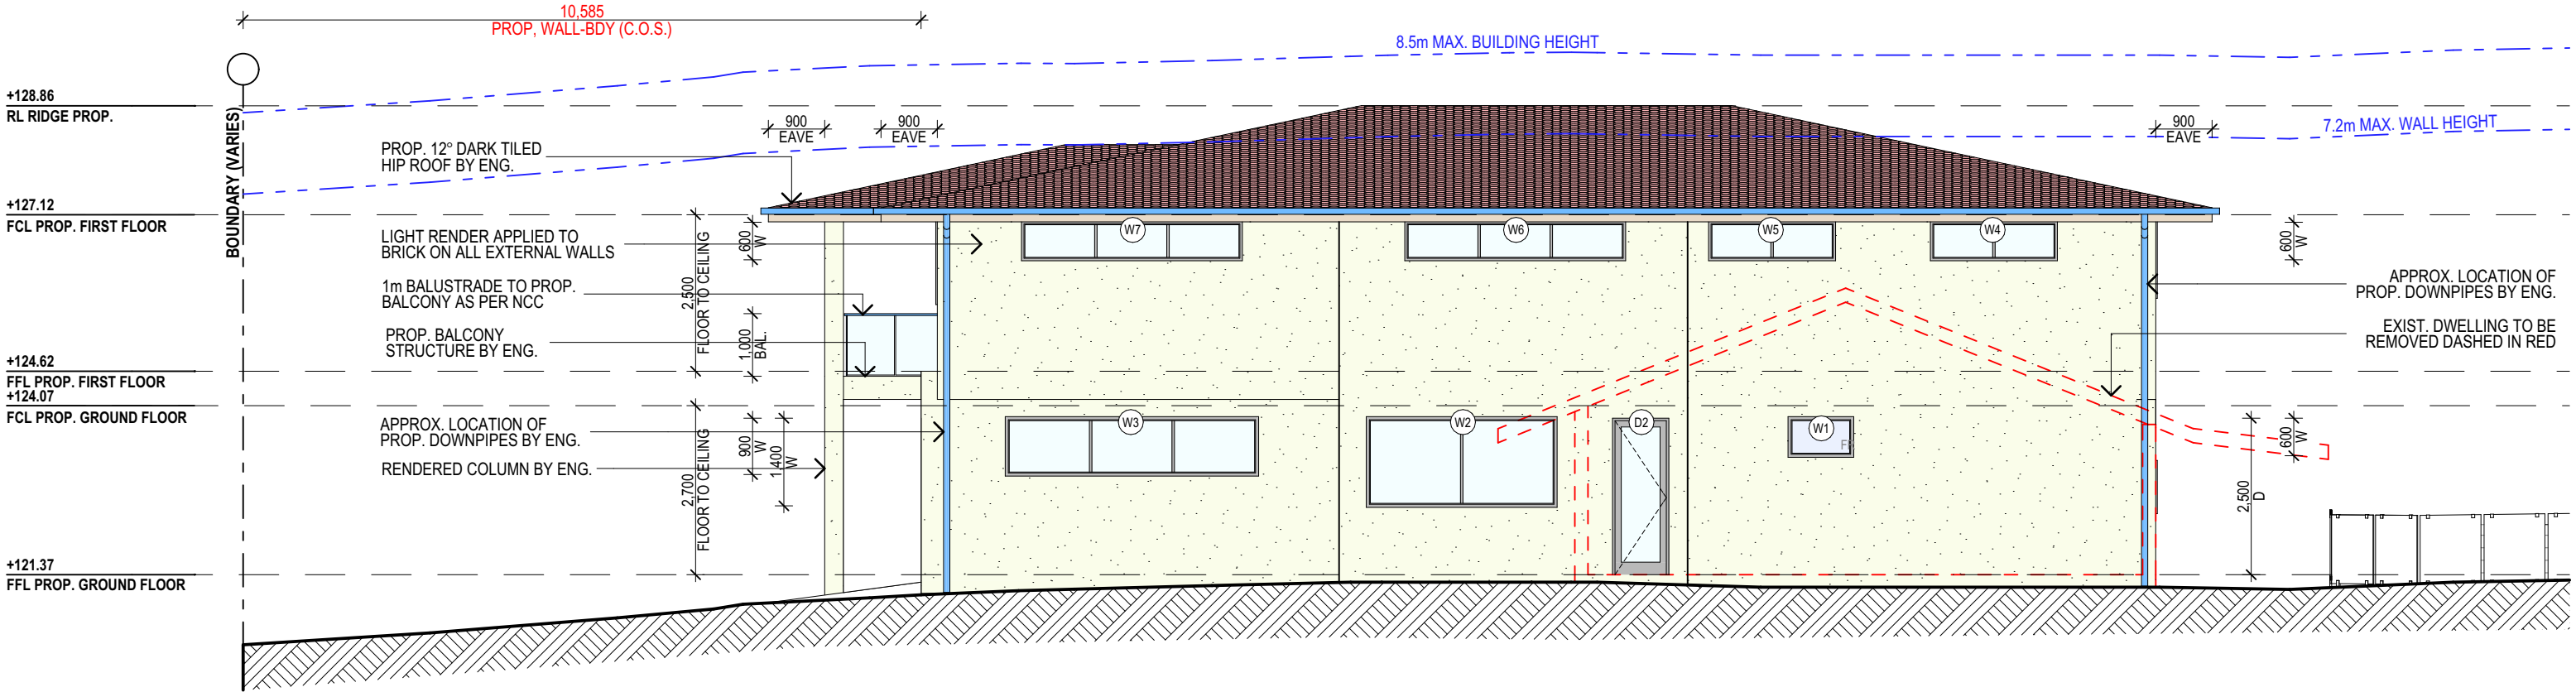 10,585
PROP, WALL-BDY (C.O.S.)
8.5m MAX. BUILDING HEIGHT
7.2m MAX. WALL HEIGHT
+128.86
RL RIDGE PROP.
+127.12
FCL PROP. FIRST FLOOR
+124.62
FFL PROP. FIRST FLOOR
+124.07
FCL PROP. GROUND FLOOR
+121.37
FFL PROP. GROUND FLOOR
BOUNDARY (VARIES)
900
EAVE
900
EAVE
900
EAVE
PROP. 12° DARK TILED
HIP ROOF BY ENG.
LIGHT RENDER APPLIED TO
BRICK ON ALL EXTERNAL WALLS
1m BALUSTRADE TO PROP.
BALCONY AS PER NCC
PROP. BALCONY
STRUCTURE BY ENG.
APPROX. LOCATION OF
PROP. DOWNPIPES BY ENG.
RENDERED COLUMN BY ENG.
2,500
FLOOR TO CEILING
600
W
1,000
BAL.
2,700
FLOOR TO CEILING
900
W
1,400
W
W7
W6
W5
W4
W3
W2
D2
W1
600
W
APPROX. LOCATION OF
PROP. DOWNPIPES BY ENG.
EXIST. DWELLING TO BE
REMOVED DASHED IN RED
600
W
2,500
D